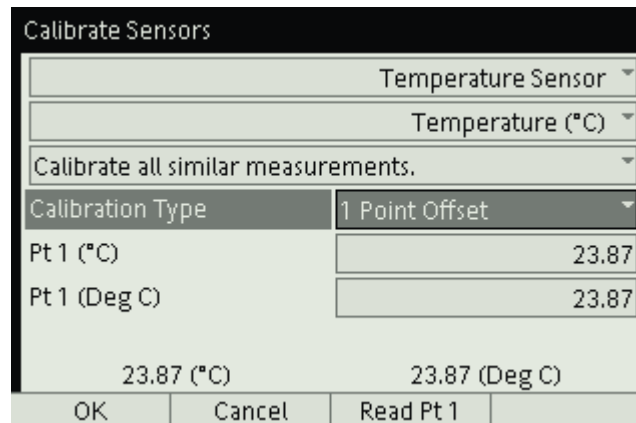 Calibrate Sensors
Temperature Sensor
Temperature (°C)
Calibrate all similar measurements.
Calibration Type 1 Point Offset
Pt 1 (°C) 23.87
Pt 1 (Deg C) 23.87
23.87 (°C) 23.87 (Deg C)
OK Cancel Read Pt 1